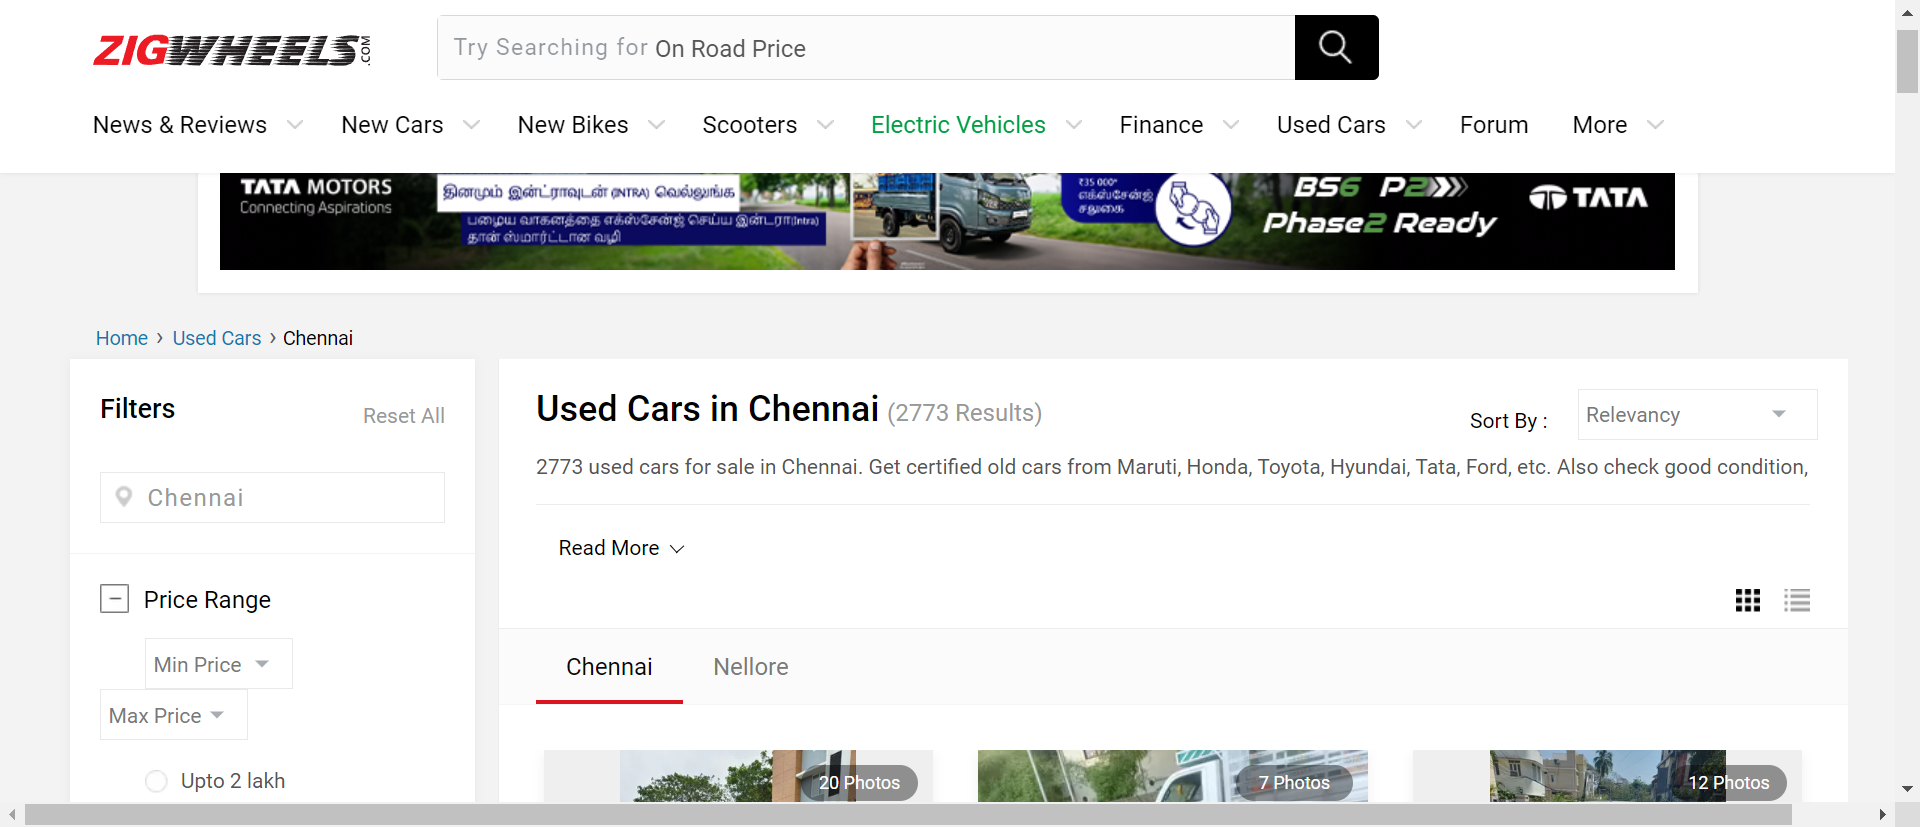 ZIGWHEELS.COM
Try Searching for On Road Price
News & Reviews New Cars New Bikes Scooters Electric Vehicles Finance Used Cars Forum More
TATA MOTORS
Connecting Aspirations
தினமும் இன்ட்ராவுடன் (INTRA) வெல்லுங்க
பழைய வாகனத்தை எக்ஸ்சேன்ஜ் செய்ய இன்டரா(Intra)
தான் ஸ்மார்ட்டான வழி
₹35 000*
எக்ஸ்சேன்ஜ்
சலுகை
BS6 P2
Phase2 Ready
TATA
Home › Used Cars › Chennai
Filters
Reset All
Chennai
Price Range
Min Price
Max Price
Upto 2 lakh
Used Cars in Chennai (2773 Results)
Sort By : Relevancy
2773 used cars for sale in Chennai. Get certified old cars from Maruti, Honda, Toyota, Hyundai, Tata, Ford, etc. Also check good condition,
Read More
Chennai Nellore
20 Photos
7 Photos
12 Photos